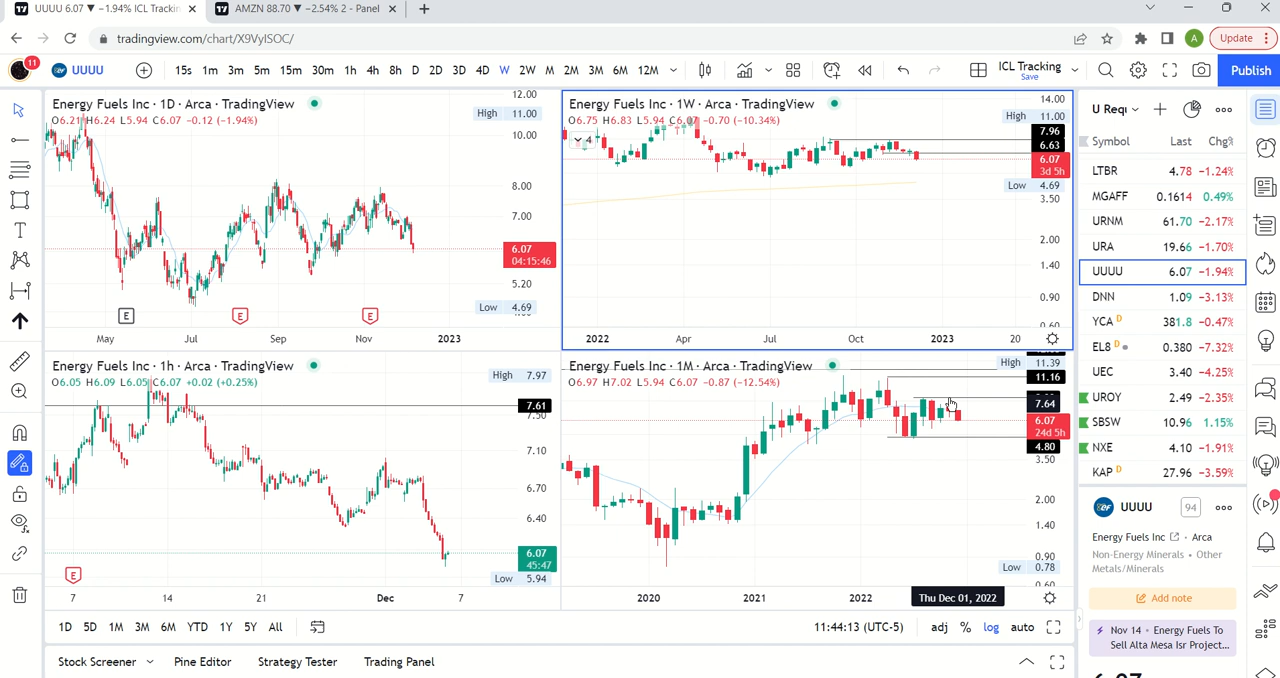 UUUU 6.07 ▼ −1.94% ICL Trackin
AMZN 88.70 ▼ −2.54% 2 - Panel
tradingview.com/chart/X9VyISOC/
A
Update
11
UUUU
15s 1m 3m 5m 15m 30m 1h 4h 8h D 2D 3D 4D W 2W M 2M 3M 6M 12M
ICL Tracking
Save
Publish
Energy Fuels Inc · 1D · Arca · TradingView
O6.21 H6.24 L5.94 C6.07 −0.12 (−1.94%)
12.00
High 11.00
10.00
8.00
7.00
6.07
04:15:46
5.20
Low 4.69
E E E
May Jul Sep Nov 2023
Energy Fuels Inc · 1W · Arca · TradingView
O6.75 H6.83 L5.94 C6.07 −0.70 (−10.34%)
4
14.00
High 11.00
7.96
6.63
6.07
3d 5h
Low 4.69
3.50
2.00
1.40
0.90
0.60
2022 Apr Jul Oct 2023 20
Energy Fuels Inc · 1h · Arca · TradingView
O6.05 H6.09 L6.05 C6.07 +0.02 (+0.25%)
High 7.97
7.61
7.50
7.10
6.70
6.40
6.07
45:47
Low 5.94
E
7 14 21 Dec 7
Energy Fuels Inc · 1M · Arca · TradingView
O6.97 H7.02 L5.94 C6.07 −0.87 (−12.54%)
High 11.39
11.16
7.64
6.07
24d 5h
4.80
3.50
2.00
1.40
0.90
Low 0.78
0.60
2020 2021 2022 Thu Dec 01, 2022
1D 5D 1M 3M 6M YTD 1Y 5Y All
11:44:13 (UTC-5)
adj % log auto
Stock Screener Pine Editor Strategy Tester Trading Panel
U Requ
Symbol Last Chg%
LTBR 4.78 −1.24%
MGAFF 0.1614 0.49%
URNM 61.70 −2.17%
URA 19.66 −1.70%
UUUU 6.07 −1.94%
DNN 1.09 −3.13%
YCA D 381.8 −0.47%
EL8 D 0.380 −7.32%
UEC 3.40 −4.25%
UROY 2.49 −2.35%
SBSW 10.96 1.15%
NXE 4.10 −1.91%
KAP D 27.96 −3.59%
UUUU 94
Energy Fuels Inc · Arca
Non-Energy Minerals • Other
Metals/Minerals
Add note
Nov 14 · Energy Fuels To
Sell Alta Mesa Isr Project...